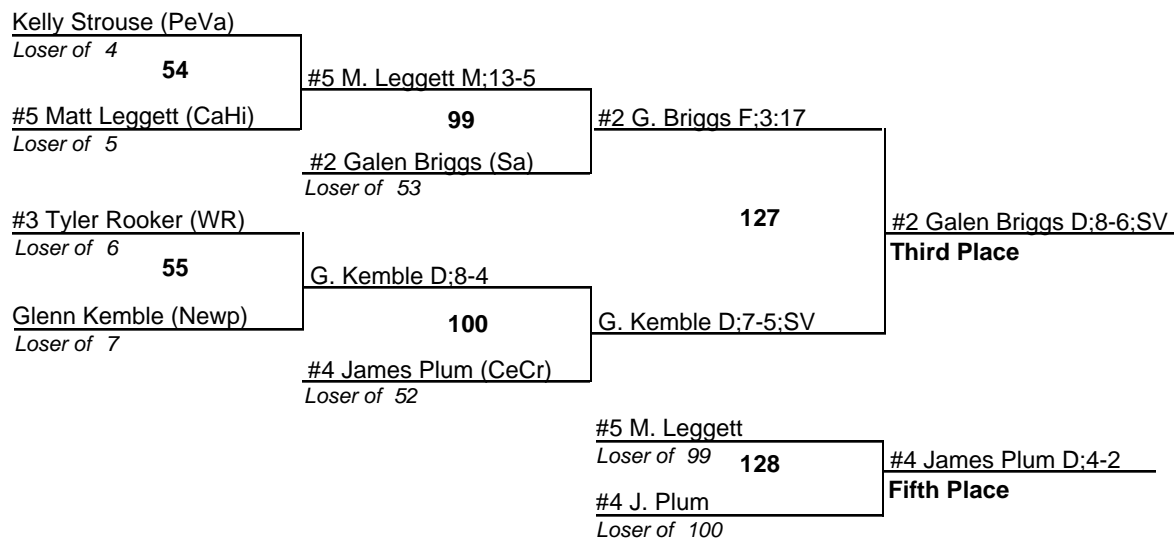 Kelly Strouse (PeVa)
Loser of 4
54
#5 M. Leggett M;13-5
#5 Matt Leggett (CaHi)
Loser of 5
99
#2 G. Briggs F;3:17
#2 Galen Briggs (Sa)
Loser of 53
#3 Tyler Rooker (WR)
Loser of 6
127
#2 Galen Briggs D;8-6;SV
Third Place
55
G. Kemble D;8-4
Glenn Kemble (Newp)
Loser of 7
100
G. Kemble D;7-5;SV
#4 James Plum (CeCr)
Loser of 52
#5 M. Leggett
Loser of 99
128
#4 James Plum D;4-2
Fifth Place
#4 J. Plum
Loser of 100